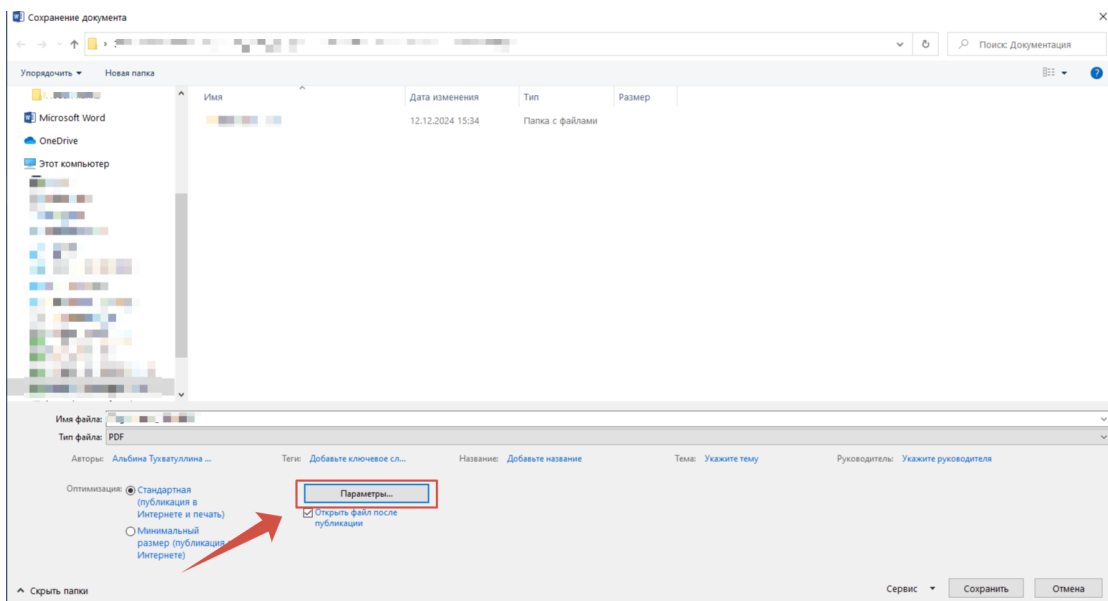 Сохранение документа
Поиск: Документация
Упорядочить
Новая папка
Имя
Дата изменения
Тип
Размер
12.12.2024 15:34
Папка с файлами
Microsoft Word
OneDrive
Этот компьютер
Имя файла:
Тип файла: PDF
Авторы: Альбина Тухватуллина ...
Теги: Добавьте ключевое сл...
Название: Добавьте название
Тема: Укажите тему
Руководитель: Укажите руководителя
Оптимизация: Стандартная
(публикация в
Интернете и печать)
Минимальный
размер (публикация
Интернете)
Параметры...
Открыть файл после
публикации
Скрыть папки
Сервис
Сохранить
Отмена